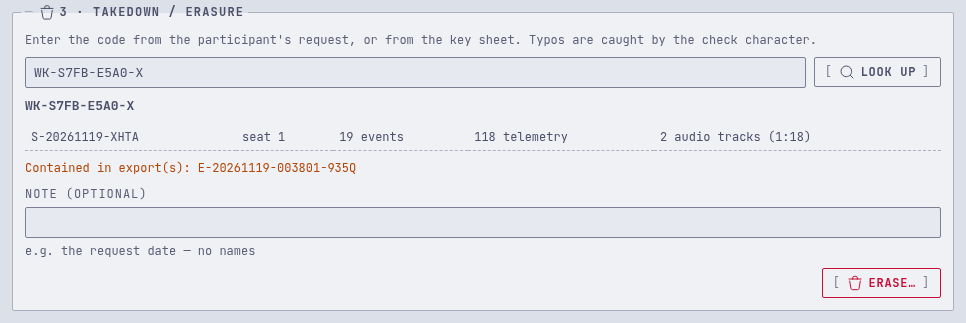 3 · TAKEDOWN / ERASURE
Enter the code from the participant's request, or from the key sheet. Typos are caught by the check character.
WK-S7FB-E5A0-X
[ LOOK UP ]
WK-S7FB-E5A0-X
S-20261119-XHTA seat 1 19 events 118 telemetry 2 audio tracks (1:18)
Contained in export(s): E-20261119-003801-935Q
NOTE (OPTIONAL)
e.g. the request date — no names
[ ERASE… ]